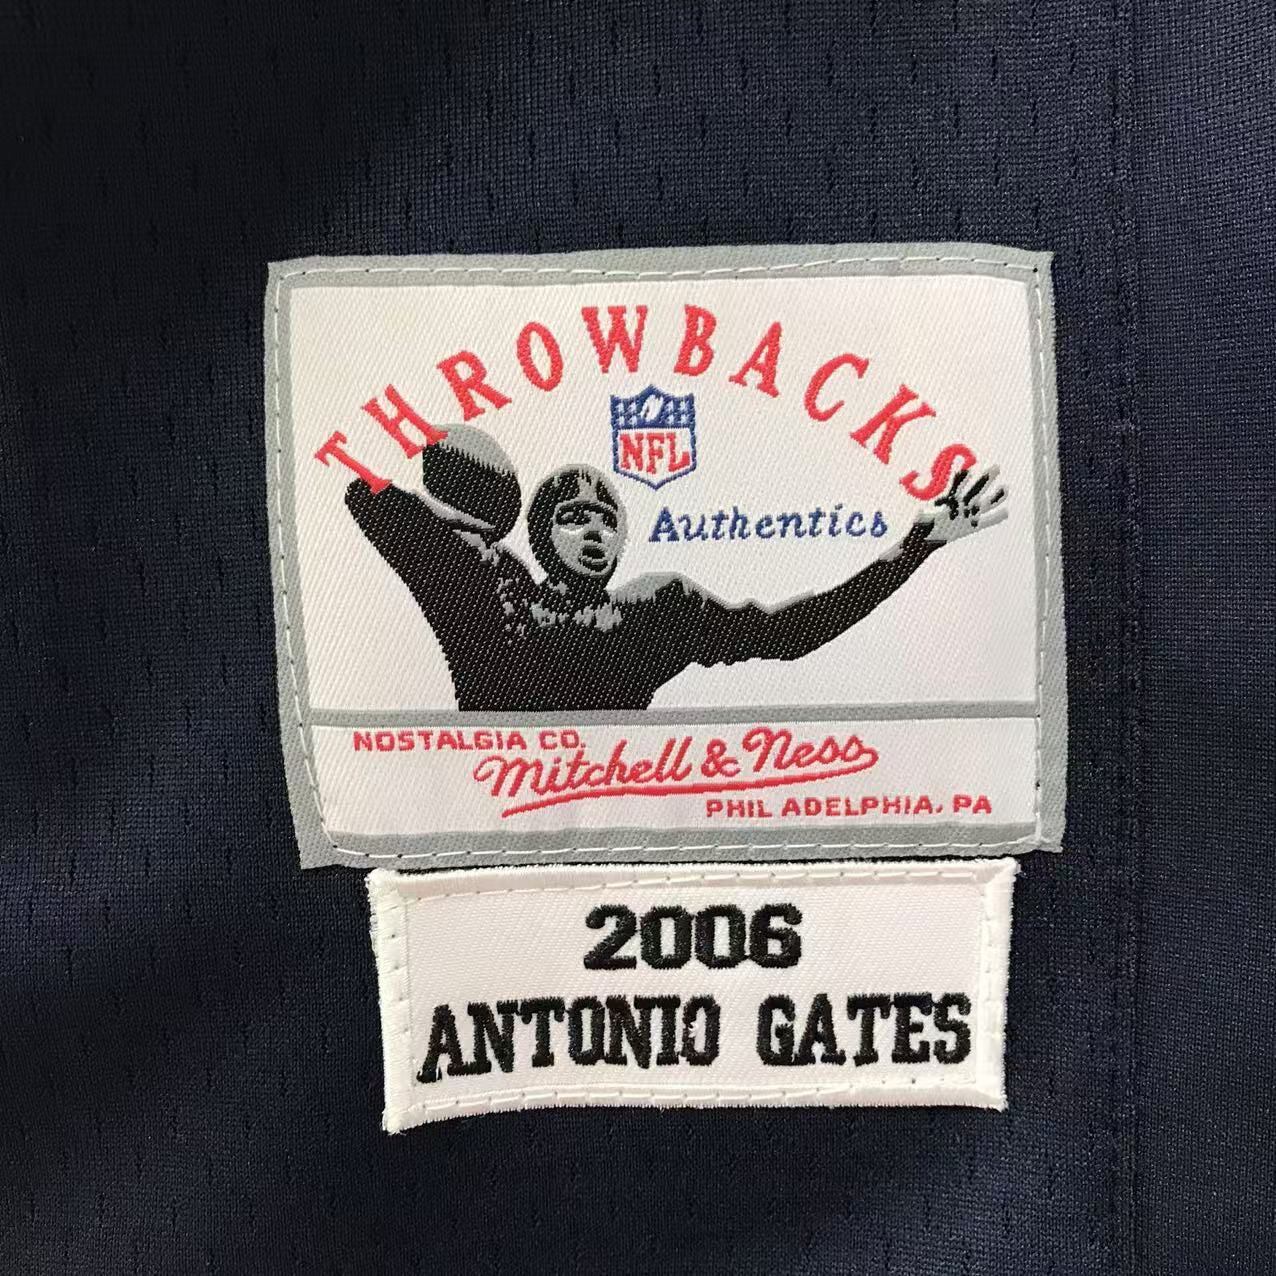 THROWBACKS
NFL
Authentics
NOSTALGIA CO.
Mitchell & Ness
PHIL ADELPHIA, PA
2006
ANTONIO GATES